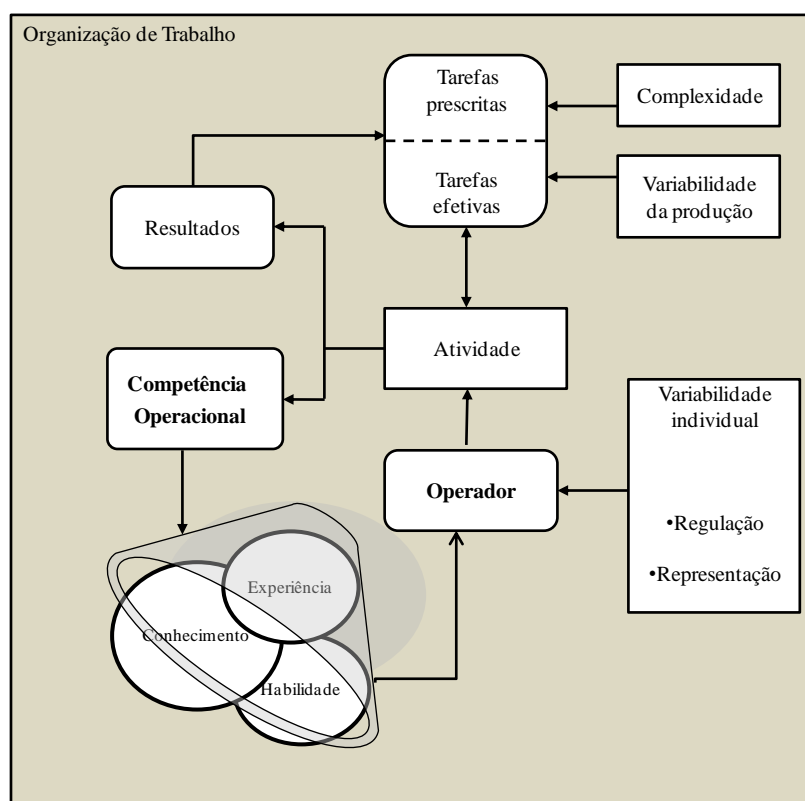 Organização de Trabalho
Tarefas
prescritas
Complexidade
Tarefas
efetivas
Variabilidade
da produção
Resultados
Atividade
Competência
Operacional
Variabilidade
individual
Operador
•Regulação
•Representação
Experiência
Conhecimento
Habilidade